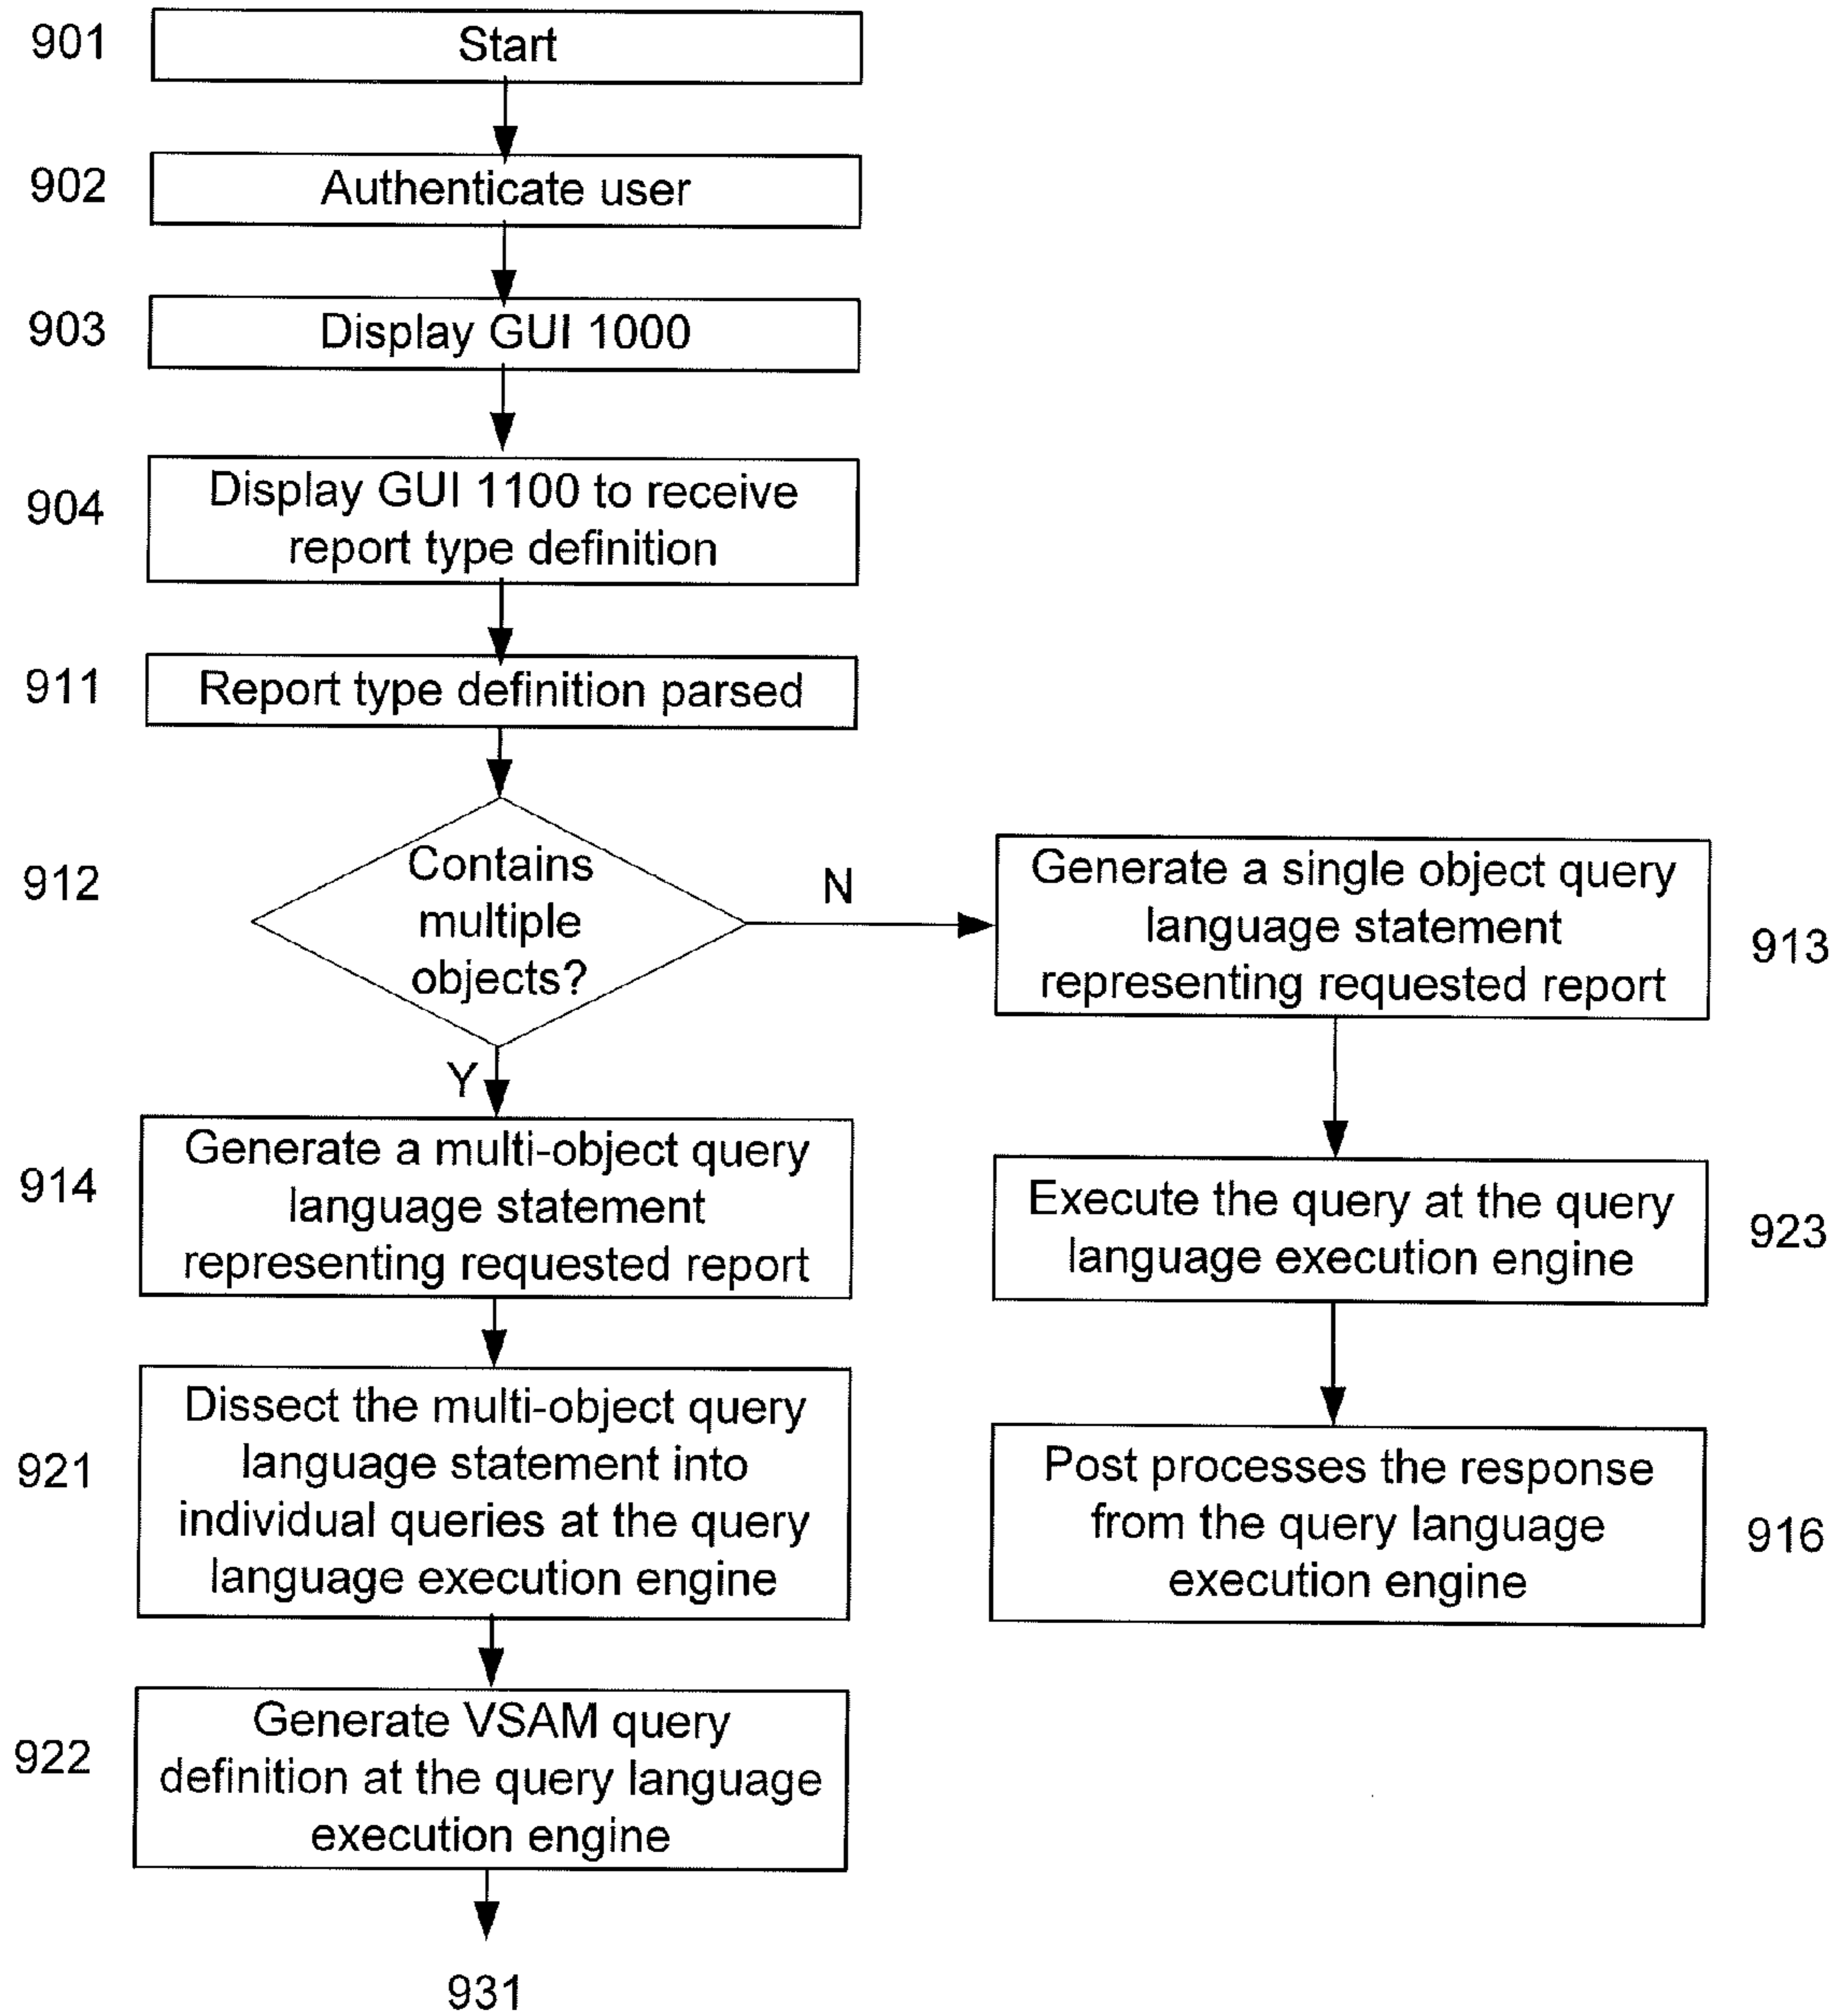 901
Start
902
Authenticate user
903
Display GUI 1000
904
Display GUI 1100 to receive
report type definition
911
Report type definition parsed
912
Contains
multiple
objects?
N
Generate a single object query
language statement
representing requested report
913
Y
914
Generate a multi-object query
language statement
representing requested report
Execute the query at the query
language execution engine
923
921
Dissect the multi-object query
language statement into
individual queries at the query
language execution engine
Post processes the response
from the query language
execution engine
916
922
Generate VSAM query
definition at the query language
execution engine
931